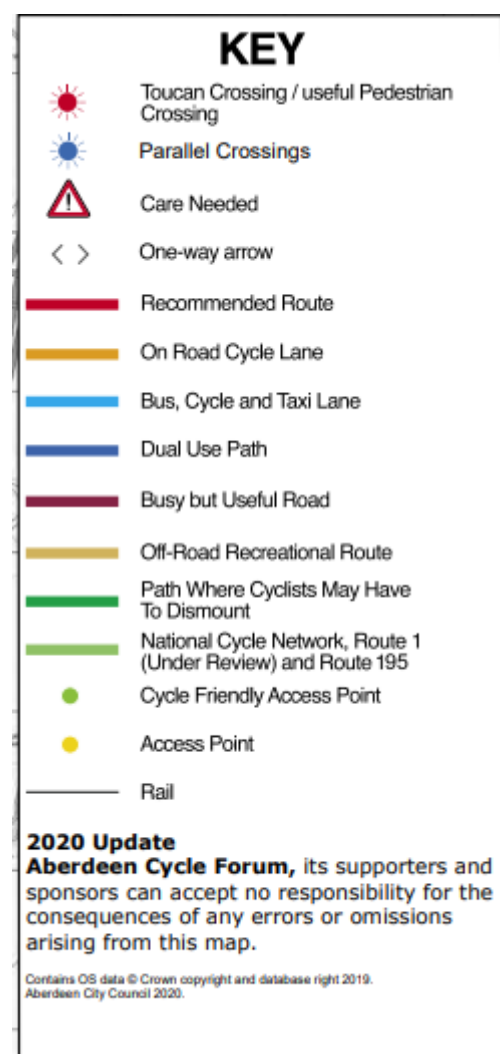 KEY
Toucan Crossing / useful Pedestrian
Crossing
Parallel Crossings
Care Needed
One-way arrow
Recommended Route
On Road Cycle Lane
Bus, Cycle and Taxi Lane
Dual Use Path
Busy but Useful Road
Off-Road Recreational Route
Path Where Cyclists May Have
To Dismount
National Cycle Network, Route 1
(Under Review) and Route 195
Cycle Friendly Access Point
Access Point
Rail
2020 Update
Aberdeen Cycle Forum, its supporters and
sponsors can accept no responsibility for the
consequences of any errors or omissions
arising from this map.
Contains OS data © Crown copyright and database right 2019.
Aberdeen City Council 2020.